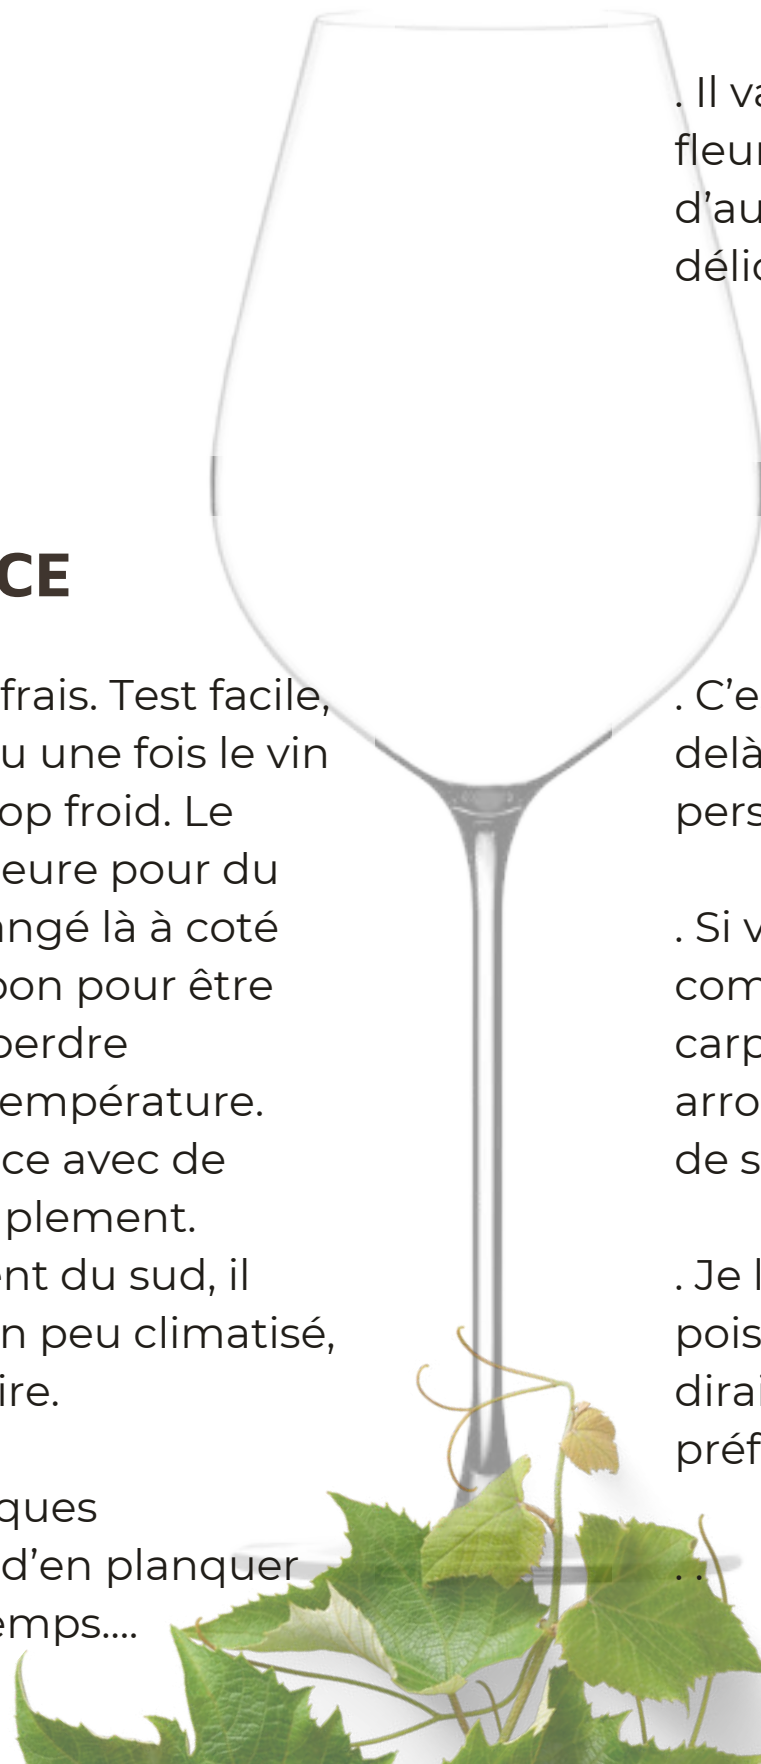 CE
frais. Test facile,
u une fois le vin
op froid. Le
eure pour du
angé là à coté
bon pour être
perdre
empérature.
ce avec de
plement.
ent du sud, il
n peu climatisé,
ire.
ques
d’en planquer
emps....
. Il va
fleur
d’au
délic
. C’e
delà
pers
. Si v
com
carp
arro
de s
. Je l
pois
dirai
préf
. .